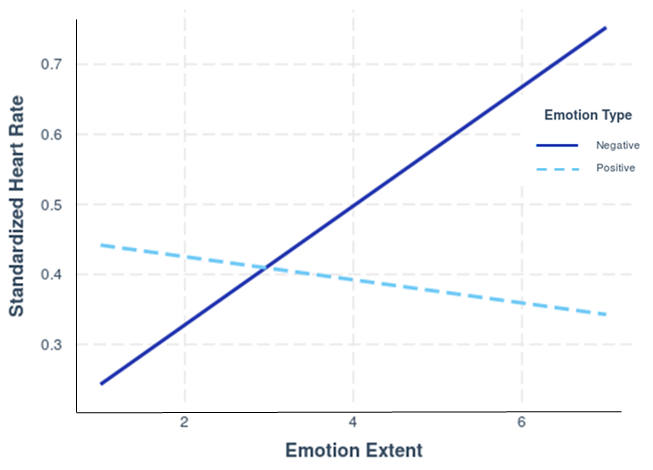 Standardized Heart Rate
0.7
0.6
0.5
0.4
0.3
2 4 6
Emotion Extent
Emotion Type
Negative
Positive